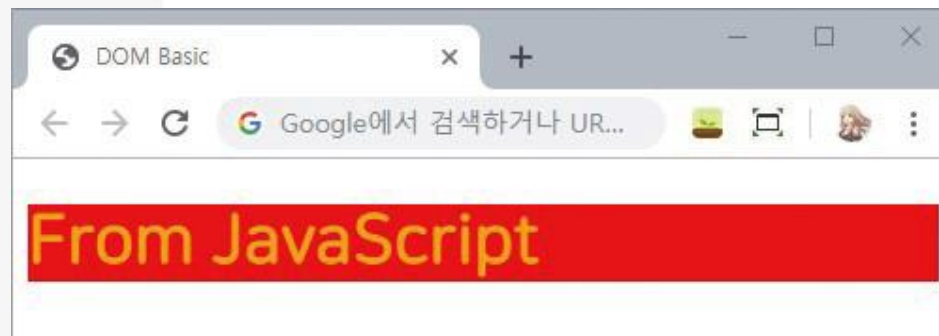 DOM Basic
Google에서 검색하거나 UR...
From JavaScript